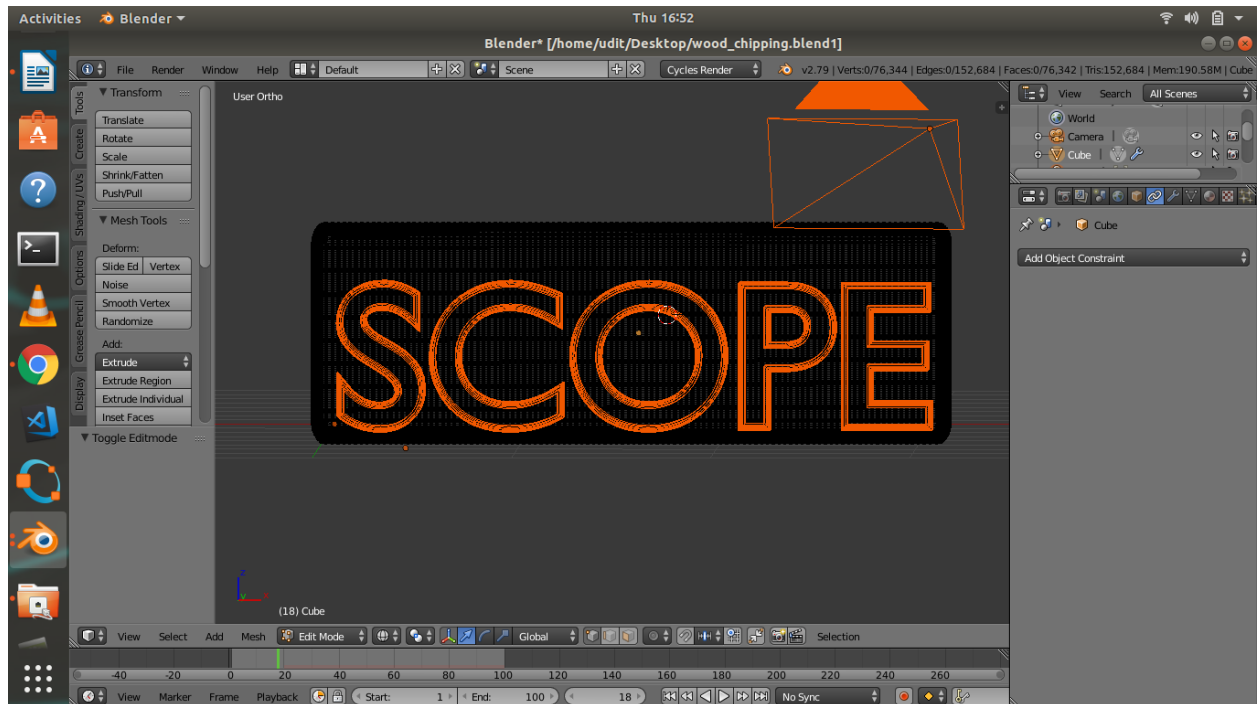 Activities Blender Thu 16:52
Blender* [/home/udit/Desktop/wood_chipping.blend1]
File Render Window Help Default Scene Cycles Render v2.79 | Verts:0/76,344 | Edges:0/152,684 | Faces:0/76,342 | Tris:152,684 | Mem:190.58M | Cube
Tools
Create
Shading / UVs
Options
Grease Pencil
Display
Transform
Translate
Rotate
Scale
Shrink/Fatten
Push/Pull
Mesh Tools
Deform:
Slide Ed Vertex
Noise
Smooth Vertex
Randomize
Add:
Extrude
Extrude Region
Extrude Individual
Inset Faces
Toggle Editmode
User Ortho
SCOPE
z
(18) Cube
View Search All Scenes
World
Camera
Cube
Cube
Add Object Constraint
View Select Add Mesh Edit Mode Global Selection
-40 -20 0 20 40 60 80 100 120 140 160 180 200 220 240 260
View Marker Frame Playback Start: 1 End: 100 18 No Sync